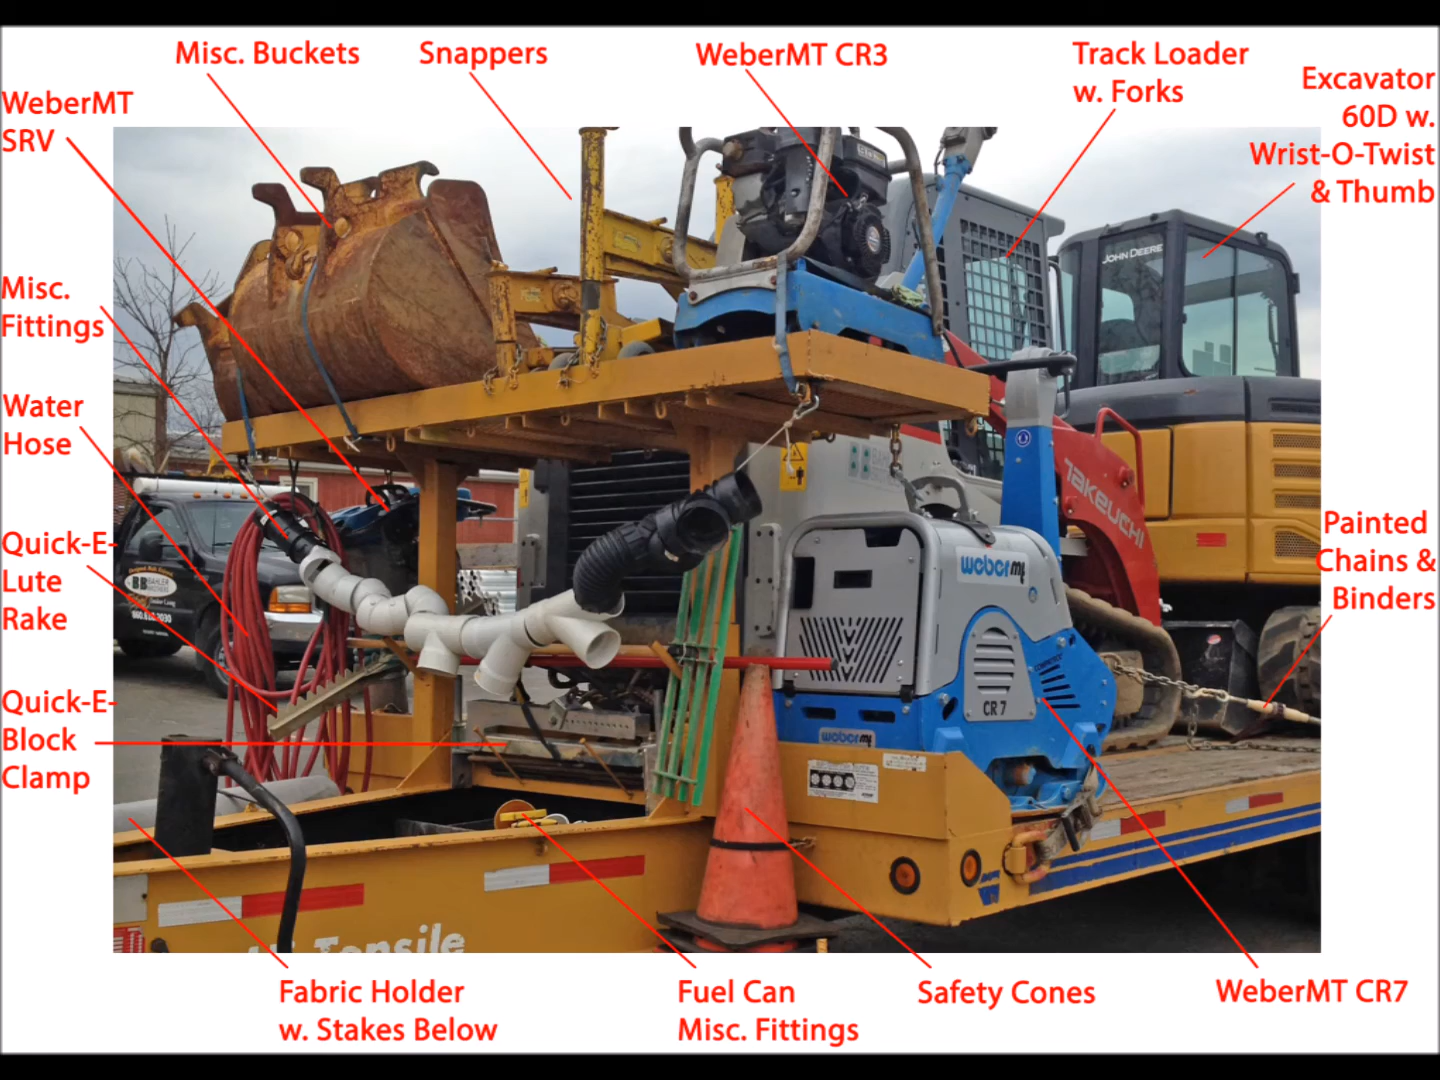 Misc. Buckets
Snappers
WeberMT CR3
Track Loader
w. Forks
Excavator
60D w.
Wrist-O-Twist
& Thumb
WeberMT
SRV
Misc.
Fittings
Water
Hose
Quick-E-
Lute
Rake
Quick-E-
Block
Clamp
Painted
Chains &
Binders
Fabric Holder
w. Stakes Below
Fuel Can
Misc. Fittings
Safety Cones
WeberMT CR7
JOHN DEERE
TAKEUCHI
weber mt
CR 7
weber mt
BB BAHLER
Tensile